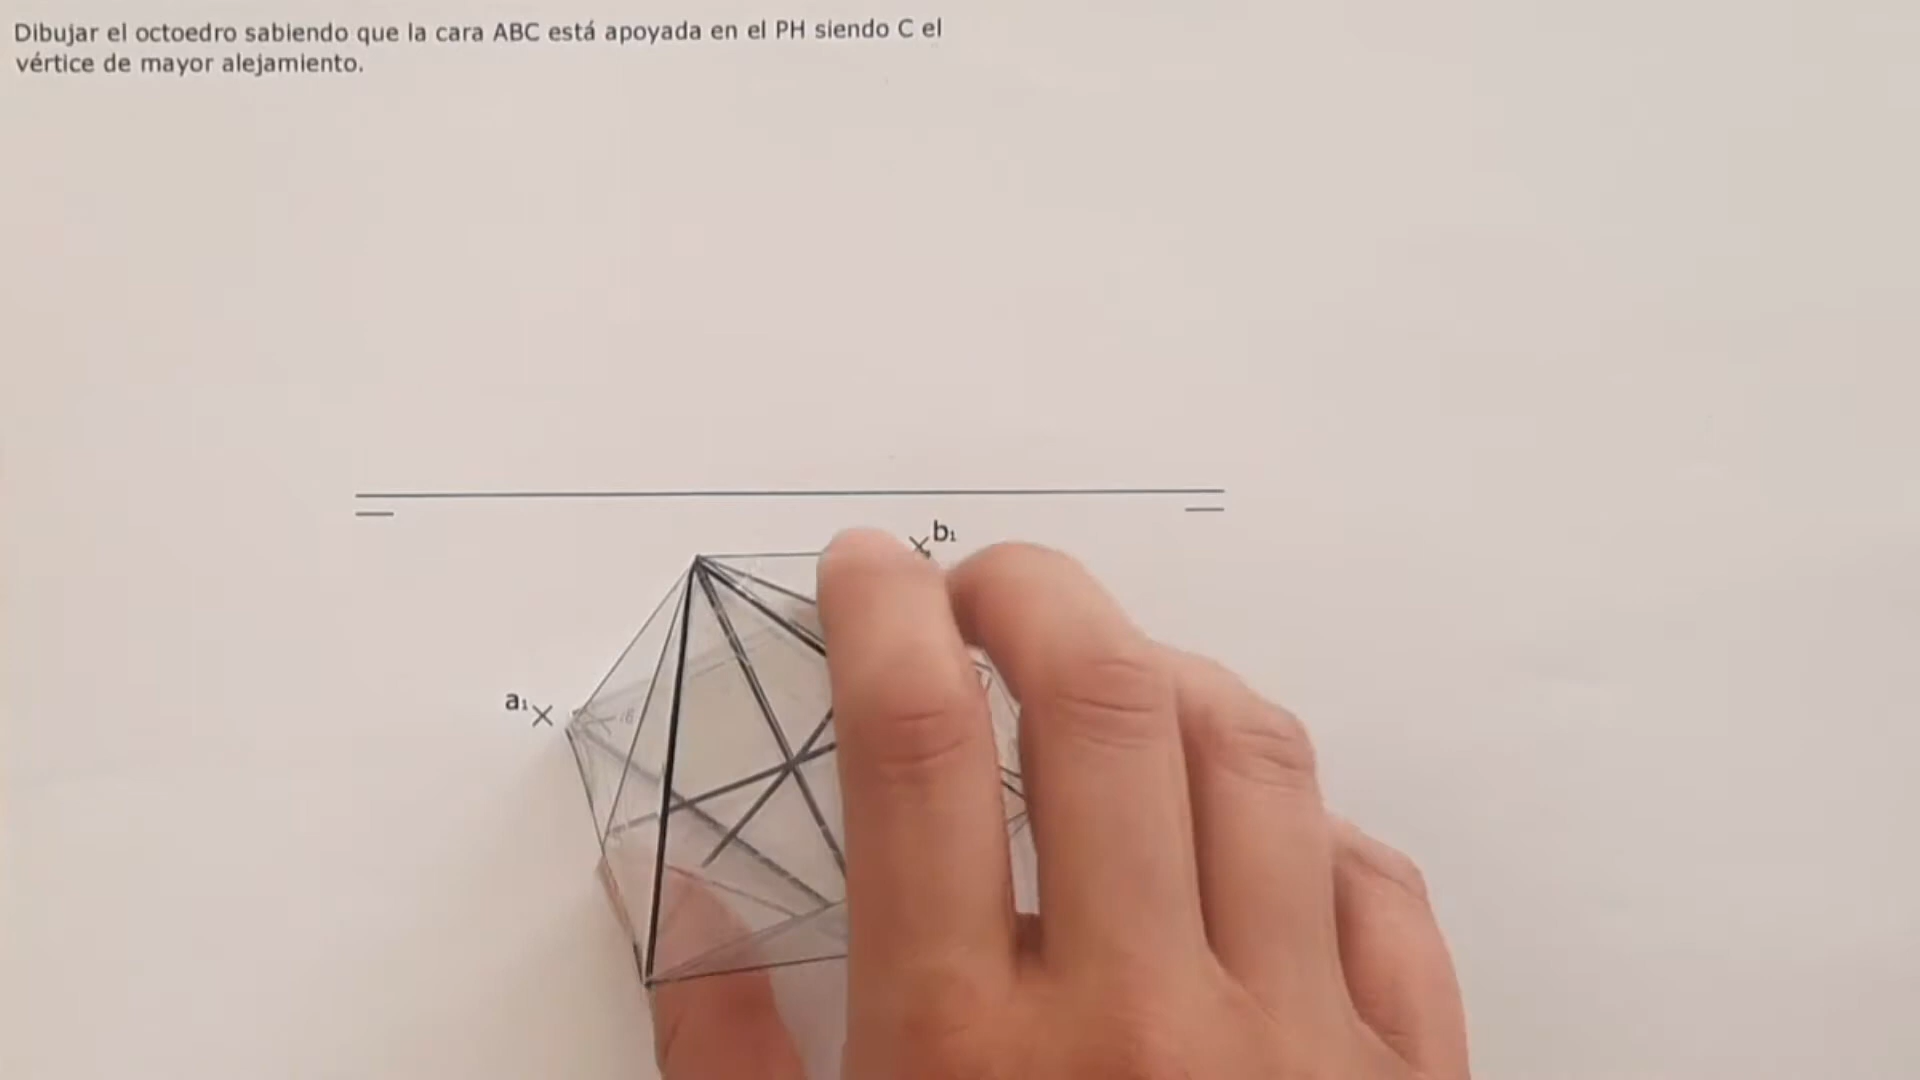 Dibujar el octoedro sabiendo que la cara ABC está apoyada en el PH siendo C el
vértice de mayor alejamiento.
b₁
a₁